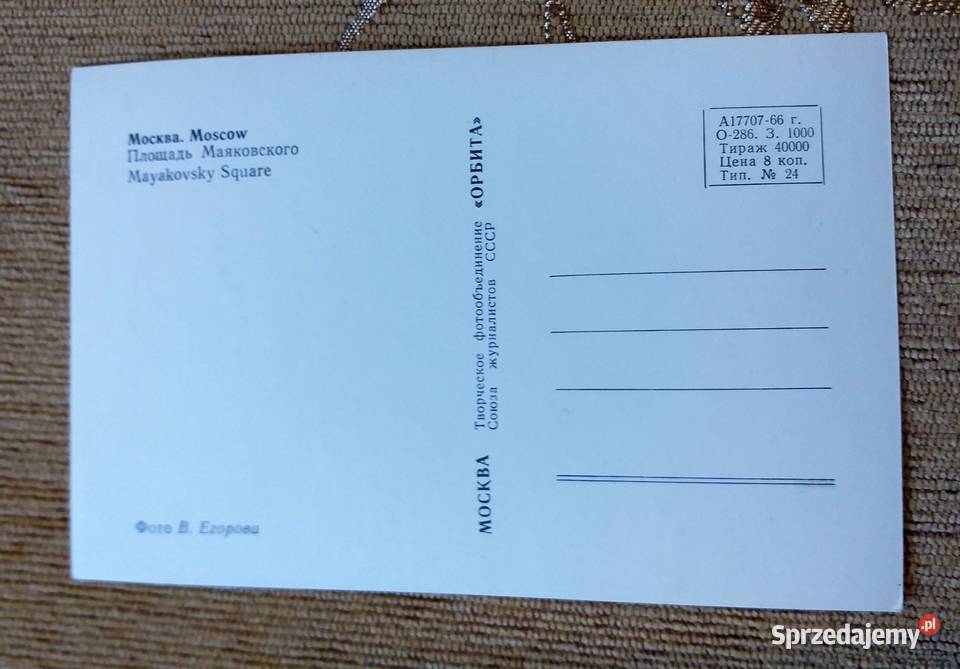 Москва. Moscow
Площадь Маяковского
Mayakovsky Square
Фото В. Егорова
МОСКВА Творческое фотообъединение «ОРБИТА»
Союза журналистов СССР
А17707-66 г.
О-286. З. 1000
Тираж 40000
Цена 8 коп.
Тип. № 24
Sprzedajemy.pl